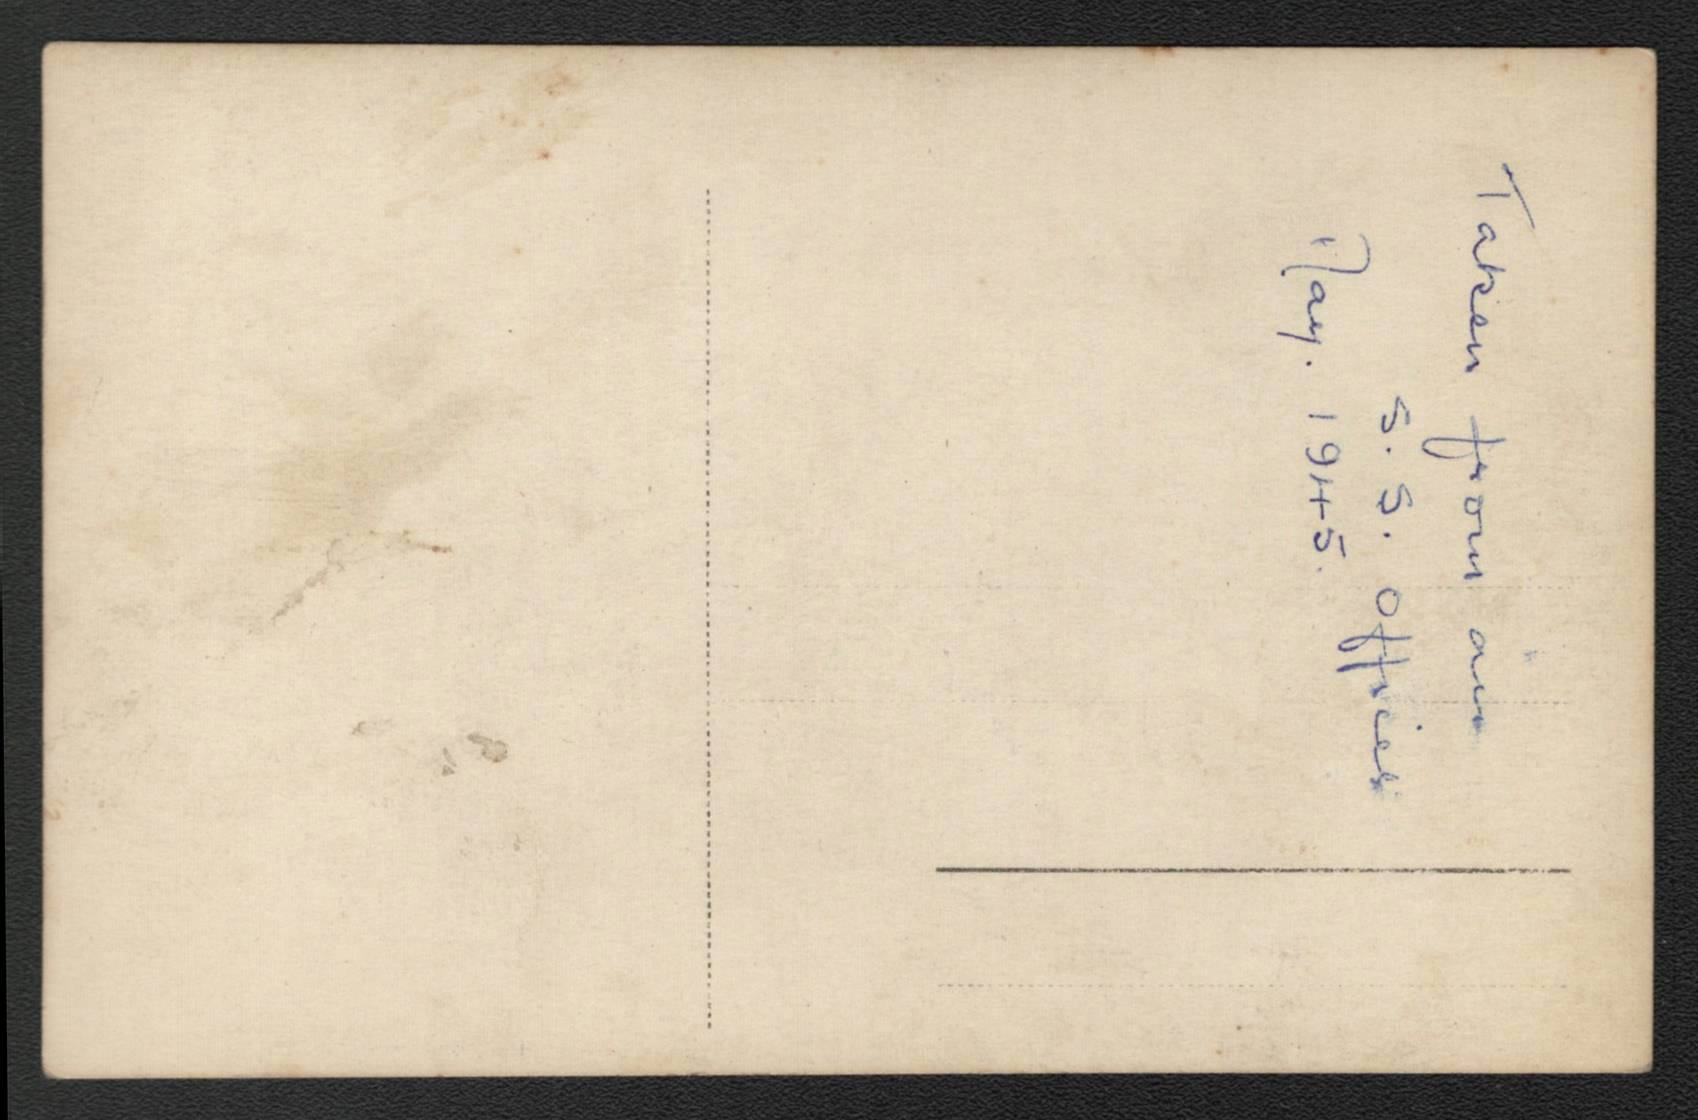 Taken from an
S. S. Officer
May. 1945.